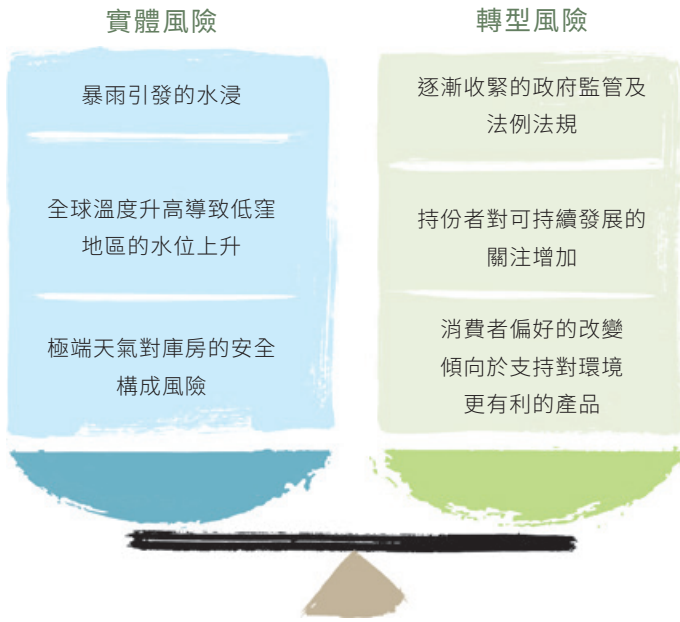 實體風險
暴雨引發的水浸
全球溫度升高導致低窪
地區的水位上升
極端天氣對庫房的安全
構成風險
轉型風險
逐漸收緊的政府監管及
法例法規
持份者對可持續發展的
關注增加
消費者偏好的改變
傾向於支持對環境
更有利的產品